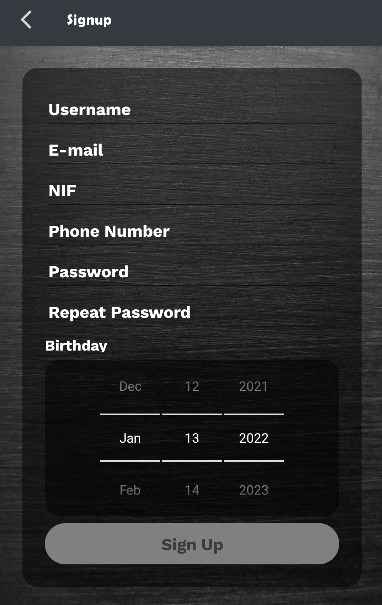 Signup
Username
E-mail
NIF
Phone Number
Password
Repeat Password
Birthday
Dec 12 2021
Jan 13 2022
Feb 14 2023
Sign Up